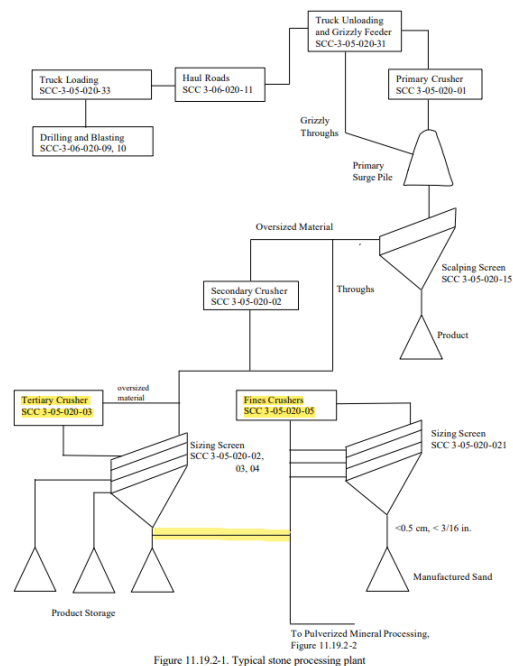 Truck Unloading
and Grizzly Feeder
SCC-3-05-020-31
Truck Loading
SCC-3-05-020-33
Haul Roads
SCC 3-06-020-11
Primary Crusher
SCC 3-05-020-01
Drilling and Blasting
SCC-3-06-020-09, 10
Grizzly
Throughs
Primary
Surge Pile
Oversized Material
Scalping Screen
SCC 3-05-020-15
Secondary Crusher
SCC 3-05-020-02
Throughs
Product
Tertiary Crusher
SCC 3-05-020-03
oversized
material
Fines Crushers
SCC 3-05-020-05
Sizing Screen
SCC 3-05-020-02,
03, 04
Sizing Screen
SCC 3-05-020-021
<0.5 cm, < 3/16 in.
Manufactured Sand
Product Storage
To Pulverized Mineral Processing,
Figure 11.19.2-2
Figure 11.19.2-1. Typical stone processing plant